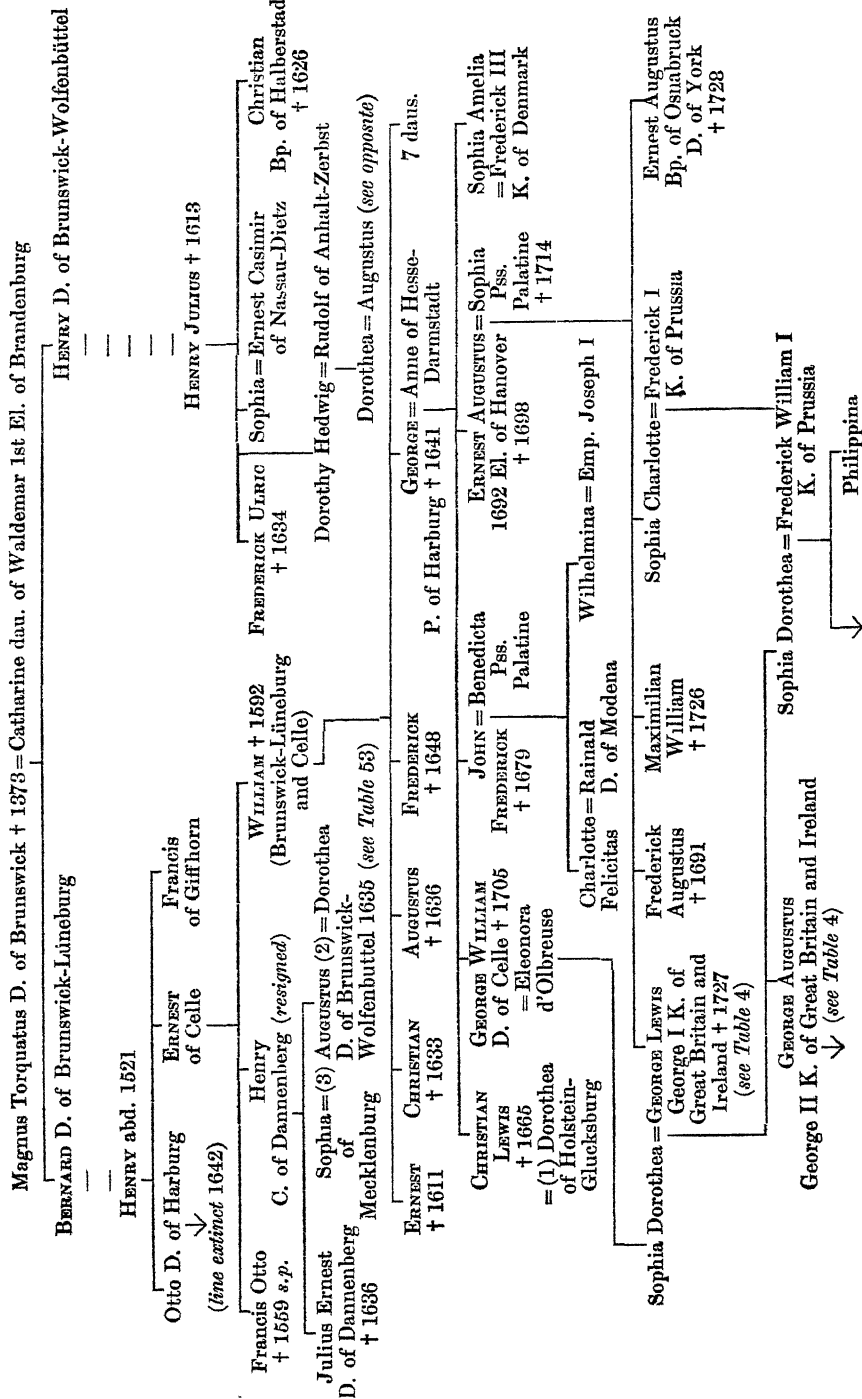 Magnus Torquatus D. of Brunswick † 1373=Catharine dau. of Waldemar 1st El. of Brandenburg
BERNARD D. of Brunswick-Lüneburg
HENRY D. of Brunswick-Wolfenbüttel
HENRY abd. 1521
HENRY JULIUS † 1613
Otto D. of Harburg
(line extinct 1642)
ERNEST
of Celle
Francis
of Giffhorn
FREDERICK ULRIC
† 1634
Sophia=Ernest Casimir
of Nassau-Dietz
Christian
Bp. of Halberstad
† 1626
Dorothy Hedwig=Rudolf of Anhalt-Zerbst
Dorothea=Augustus (see opposite)
Francis Otto
† 1559 s.p.
Henry
C. of Dannenberg (resigned)
WILLIAM † 1592
(Brunswick-Lüneburg
and Celle)
Julius Ernest
D. of Dannenberg
† 1636
Sophia=(3) AUGUSTUS (2)=Dorothea
of
Mecklenburg
D. of Brunswick-
Wolfenbuttel 1635 (see Table 53)
ERNEST
† 1611
CHRISTIAN
† 1633
AUGUSTUS
† 1636
FREDERICK
† 1648
GEORGE=Anne of Hesse-
P. of Harburg † 1641
Darmstadt
7 daus.
CHRISTIAN
LEWIS
† 1665
=(1) Dorothea
of Holstein-
Glucksburg
GEORGE WILLIAM
D. of Celle † 1705
=Eleonora
d'Olbreuse
JOHN=Benedicta
FREDERICK
† 1679
Pss.
Palatine
ERNEST AUGUSTUS=Sophia
1692 El. of Hanover
† 1698
Pss.
Palatine
† 1714
Sophia Amelia
=Frederick III
K. of Denmark
Charlotte=Rainald
Felicitas
D. of Modena
Wilhelmina=Emp. Joseph I
Sophia Dorothea=GEORGE LEWIS
George I K. of
Great Britain and
Ireland † 1727
(see Table 4)
Frederick
Augustus
† 1691
Maximilian
William
† 1726
Sophia Charlotte=Frederick I
K. of Prussia
Ernest Augustus
Bp. of Osnabruck
D. of York
† 1728
GEORGE AUGUSTUS
George II K. of Great Britain and Ireland
(see Table 4)
Sophia Dorothea=Frederick William I
K. of Prussia
Philippina